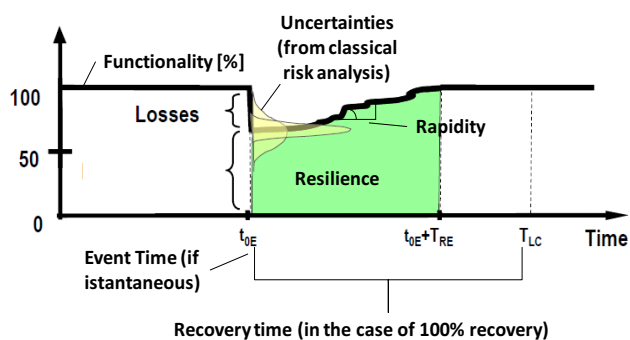 Uncertainties
(from classical
risk analysis)
Functionality [%]
100
Losses
Rapidity
50
Resilience
0
t0E
t0E+TRE
TLC
Time
Event Time (if
istantaneous)
Recovery time (in the case of 100% recovery)